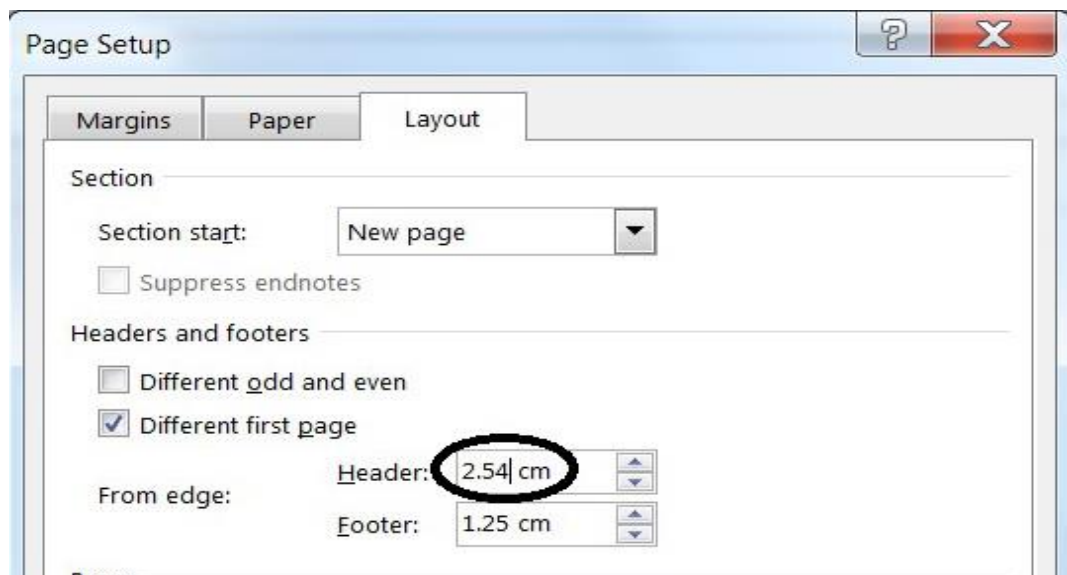 Page Setup
Margins Paper Layout
Section
Section start: New page
Suppress endnotes
Headers and footers
Different odd and even
Different first page
Header: 2.54 cm
From edge:
Footer: 1.25 cm